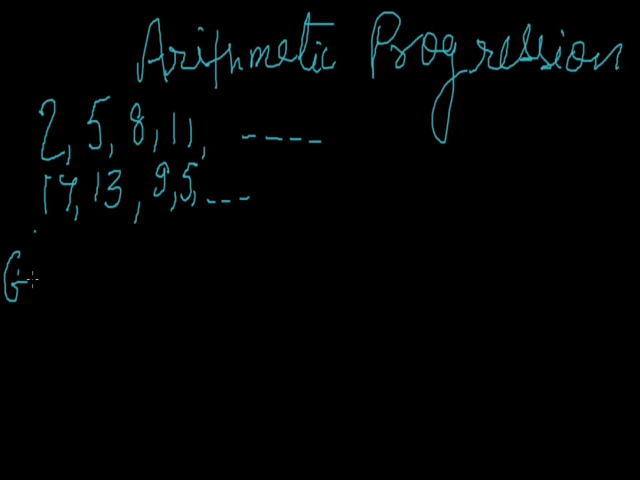 Arithmetic Progression
2, 5, 8, 11, ----
17, 13, 9, 5, ---
G